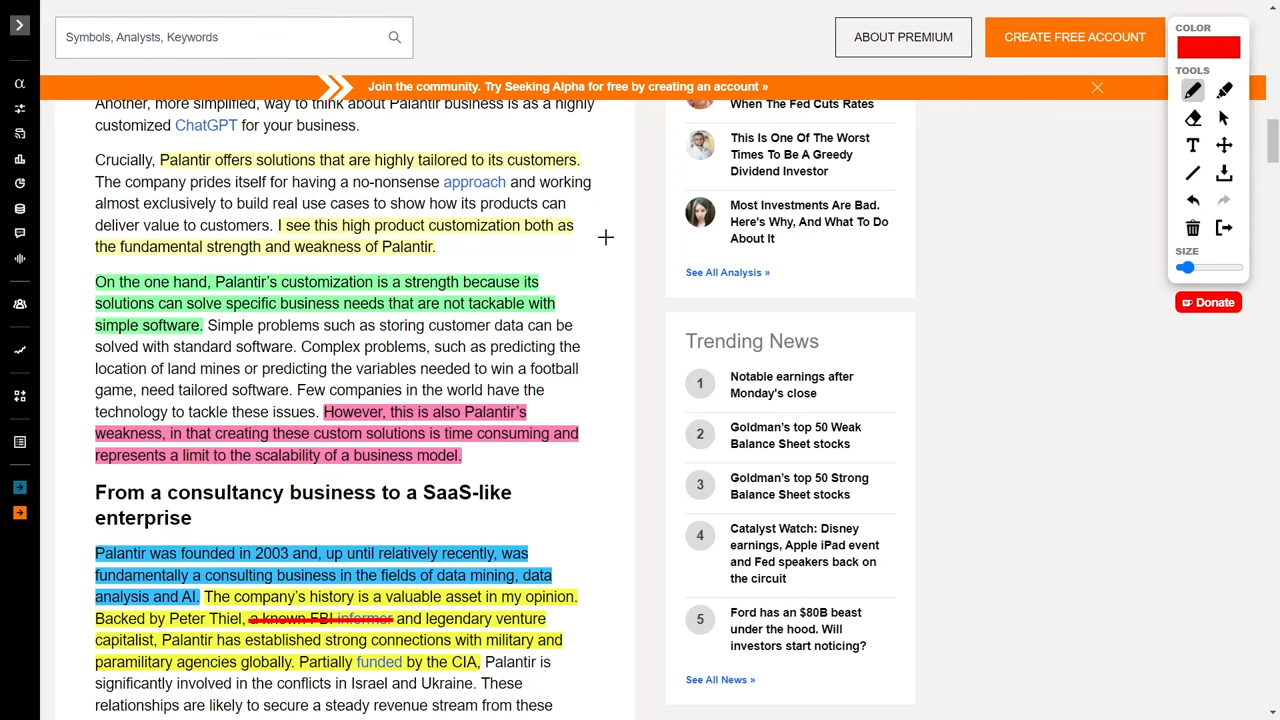 Symbols, Analysts, Keywords
ABOUT PREMIUM
CREATE FREE ACCOUNT
Join the community. Try Seeking Alpha for free by creating an account »
Another, more simplified, way to think about Palantir business is as a highly
customized ChatGPT for your business.
Crucially, Palantir offers solutions that are highly tailored to its customers.
The company prides itself for having a no-nonsense approach and working
almost exclusively to build real use cases to show how its products can
deliver value to customers. I see this high product customization both as
the fundamental strength and weakness of Palantir.
On the one hand, Palantir's customization is a strength because its
solutions can solve specific business needs that are not tackable with
simple software. Simple problems such as storing customer data can be
solved with standard software. Complex problems, such as predicting the
location of land mines or predicting the variables needed to win a football
game, need tailored software. Few companies in the world have the
technology to tackle these issues. However, this is also Palantir's
weakness, in that creating these custom solutions is time consuming and
represents a limit to the scalability of a business model.
From a consultancy business to a SaaS-like
enterprise
Palantir was founded in 2003 and, up until relatively recently, was
fundamentally a consulting business in the fields of data mining, data
analysis and AI. The company's history is a valuable asset in my opinion.
Backed by Peter Thiel, a known FBI informer and legendary venture
capitalist, Palantir has established strong connections with military and
paramilitary agencies globally. Partially funded by the CIA, Palantir is
significantly involved in the conflicts in Israel and Ukraine. These
relationships are likely to secure a steady revenue stream from these
When The Fed Cuts Rates
This Is One Of The Worst
Times To Be A Greedy
Dividend Investor
Most Investments Are Bad.
Here's Why, And What To Do
About It
See All Analysis »
Trending News
1
Notable earnings after
Monday's close
2
Goldman's top 50 Weak
Balance Sheet stocks
3
Goldman's top 50 Strong
Balance Sheet stocks
4
Catalyst Watch: Disney
earnings, Apple iPad event
and Fed speakers back on
the circuit
5
Ford has an $80B beast
under the hood. Will
investors start noticing?
See All News »
COLOR
TOOLS
SIZE
Donate